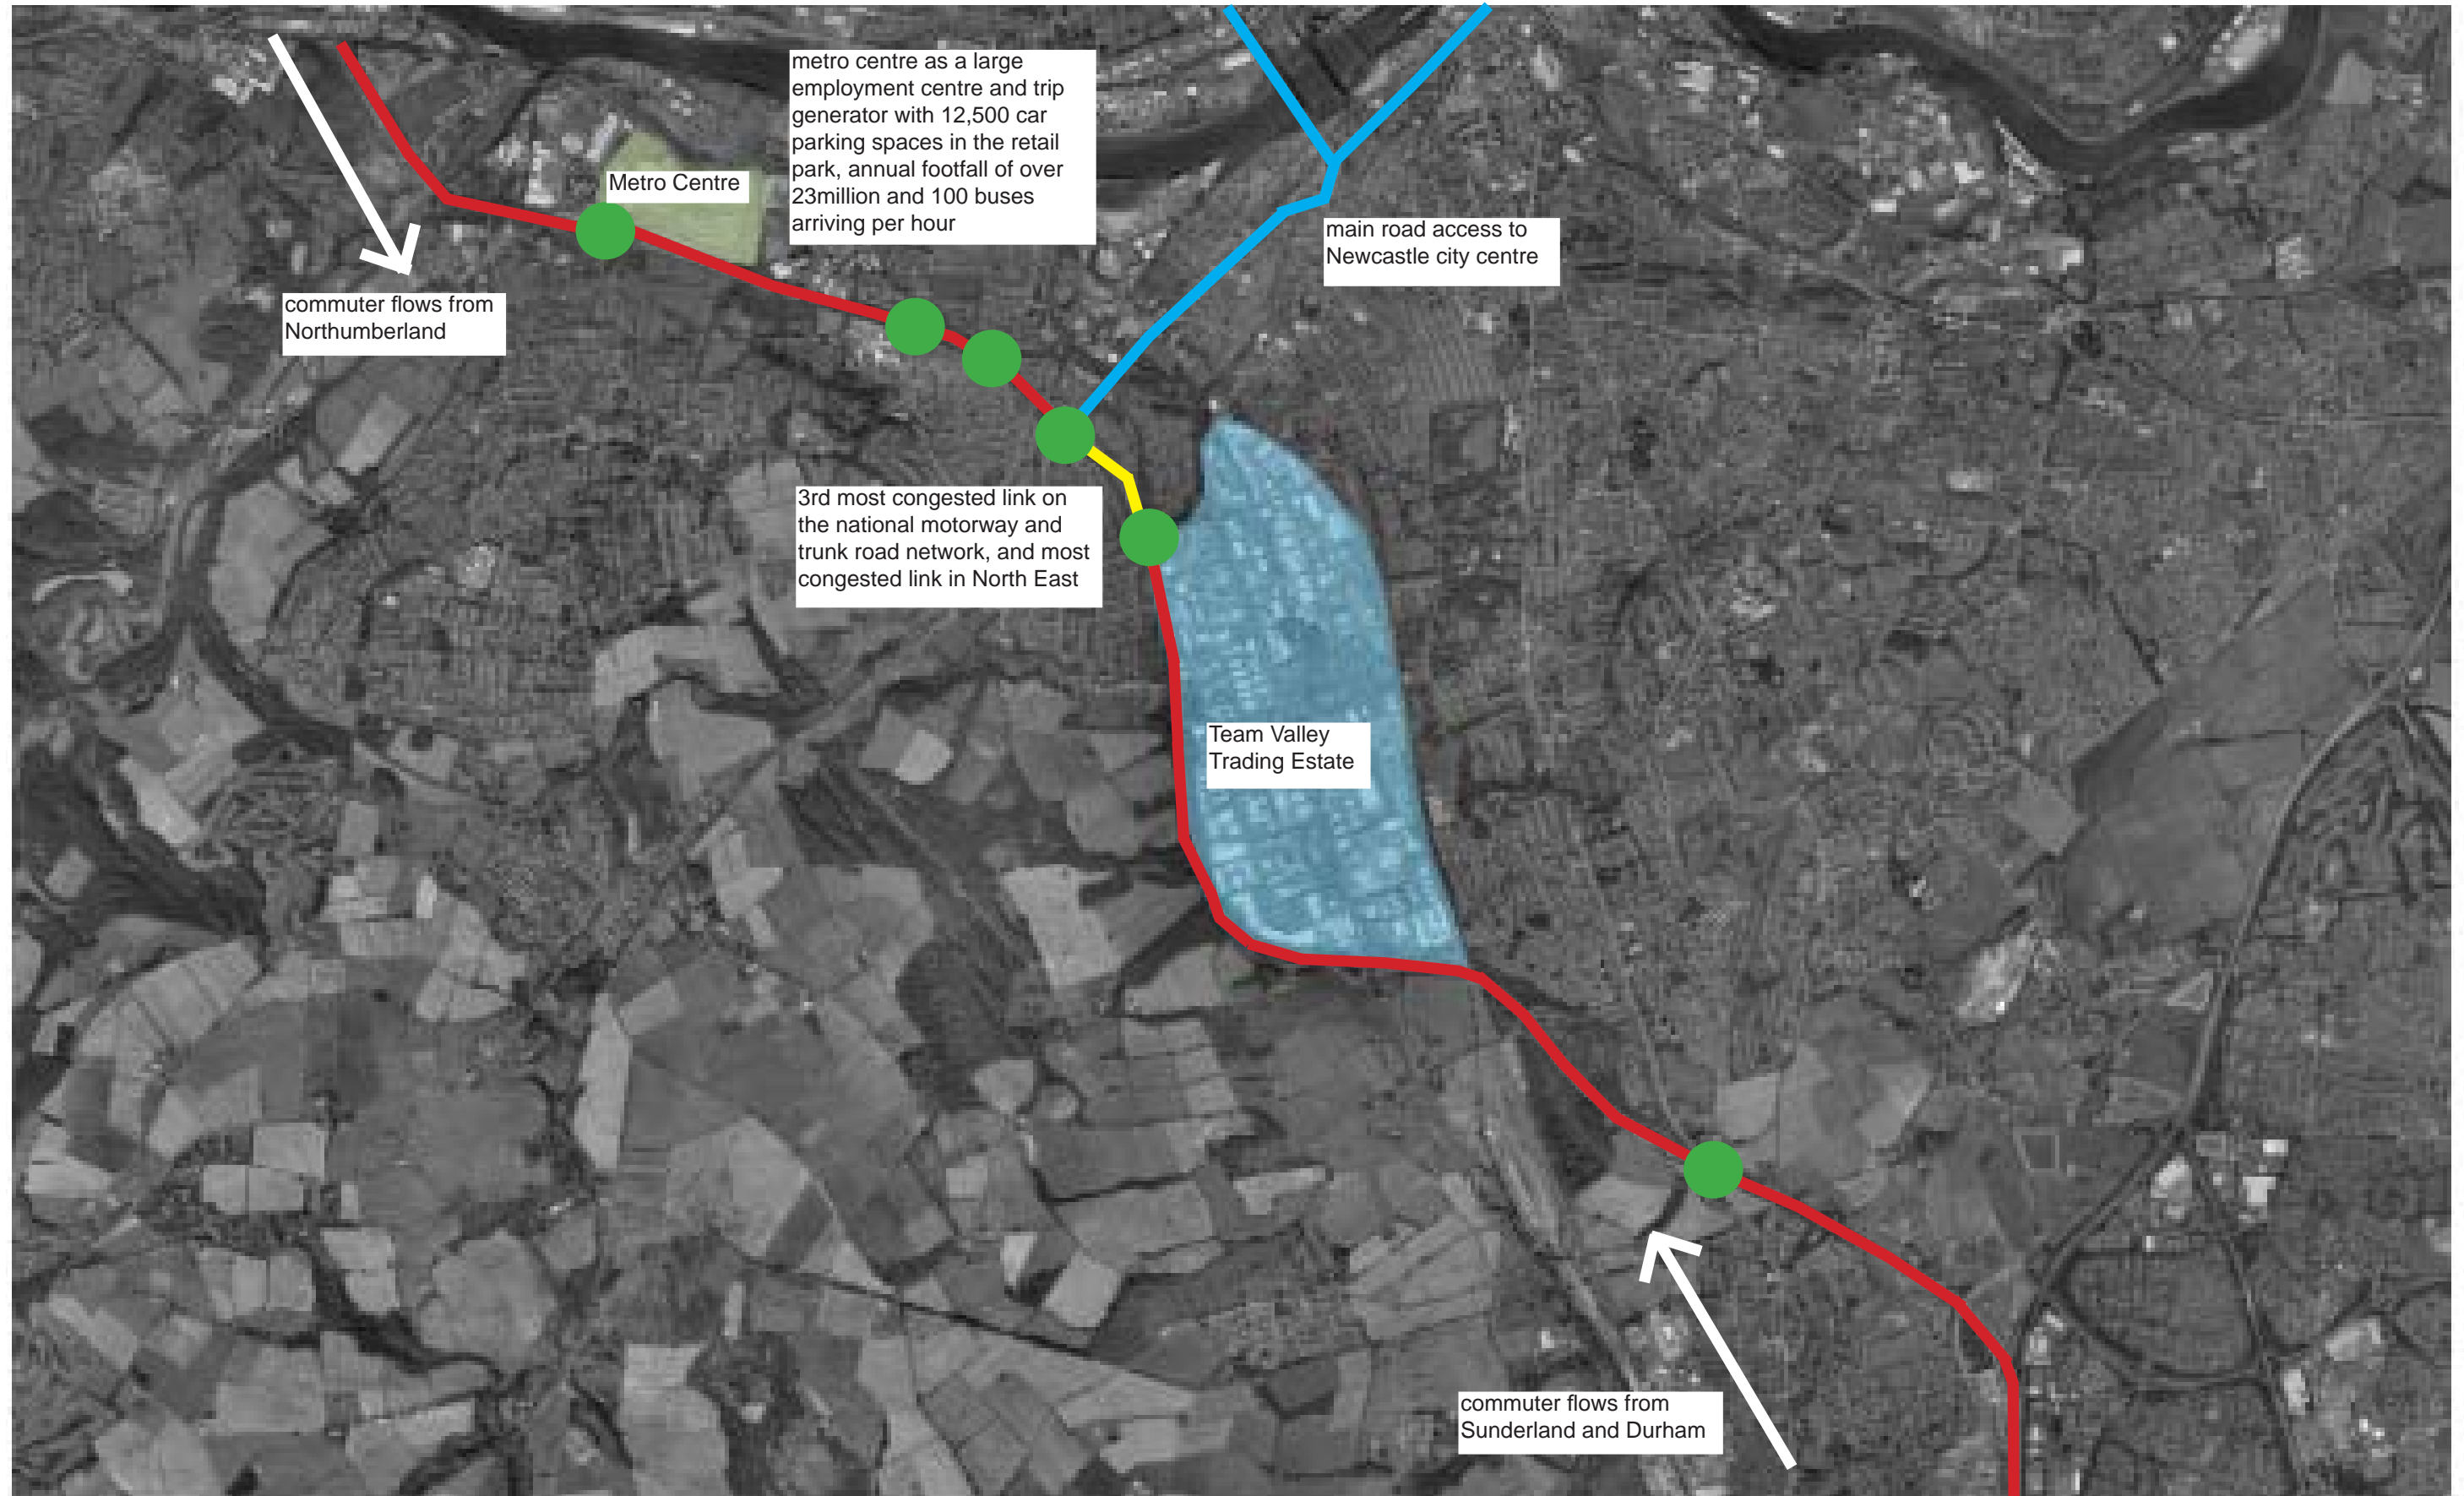 metro centre as a large
employment centre and trip
generator with 12,500 car
parking spaces in the retail
park, annual footfall of over
23million and 100 buses
arriving per hour
Metro Centre
main road access to
Newcastle city centre
commuter flows from
Northumberland
3rd most congested link on
the national motorway and
trunk road network, and most
congested link in North East
Team Valley
Trading Estate
commuter flows from
Sunderland and Durham